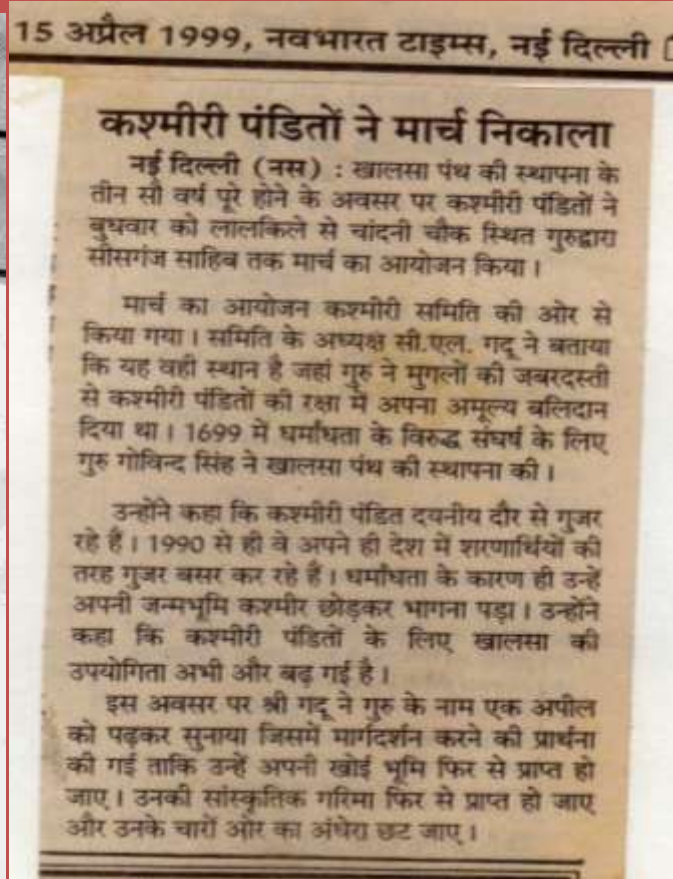 15 अप्रैल 1999, नवभारत टाइम्स, नई दिल्ली
कश्मीरी पंडितों ने मार्च निकाला
नई दिल्ली (नस) : खालसा पंथ की स्थापना के
तीन सौ वर्ष पूरे होने के अवसर पर कश्मीरी पंडितों ने
बुधवार को लालकिले से चांदनी चौक स्थित गुरुद्वारा
सीसगंज साहिब तक मार्च का आयोजन किया।
मार्च का आयोजन कश्मीरी समिति की ओर से
किया गया। समिति के अध्यक्ष सी.एल. गदू ने बताया
कि यह वही स्थान है जहां गुरु ने मुगलों की जबरदस्ती
से कश्मीरी पंडितों की रक्षा में अपना अमूल्य बलिदान
दिया था। 1699 में धर्मांधता के विरुद्ध संघर्ष के लिए
गुरु गोविन्द सिंह ने खालसा पंथ की स्थापना की।
उन्होंने कहा कि कश्मीरी पंडित दयनीय दौर से गुजर
रहे हैं। 1990 से ही वे अपने ही देश में शरणार्थियों की
तरह गुजर बसर कर रहे हैं। धर्मांधता के कारण ही उन्हें
अपनी जन्मभूमि कश्मीर छोड़कर भागना पड़ा। उन्होंने
कहा कि कश्मीरी पंडितों के लिए खालसा की
उपयोगिता अभी और बढ़ गई है।
इस अवसर पर श्री गदू ने गुरु के नाम एक अपील
को पढ़कर सुनाया जिसमें मार्गदर्शन करने की प्रार्थना
की गई ताकि उन्हें अपनी खोई भूमि फिर से प्राप्त हो
जाए। उनकी सांस्कृतिक गरिमा फिर से प्राप्त हो जाए
और उनके चारों ओर का अंधेरा छट जाए।